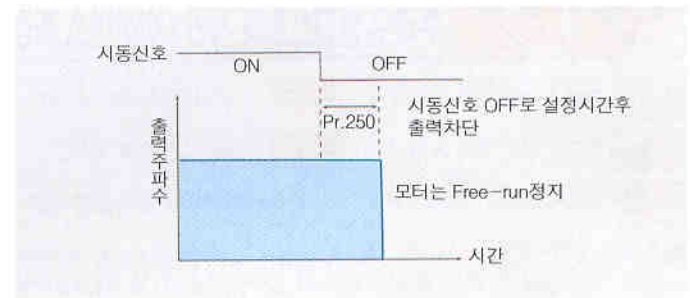 시동신호
ON
OFF
Pr.250
시동신호 OFF로 설정시간후
출력차단
출력주파수
모터는 Free-run정지
시간